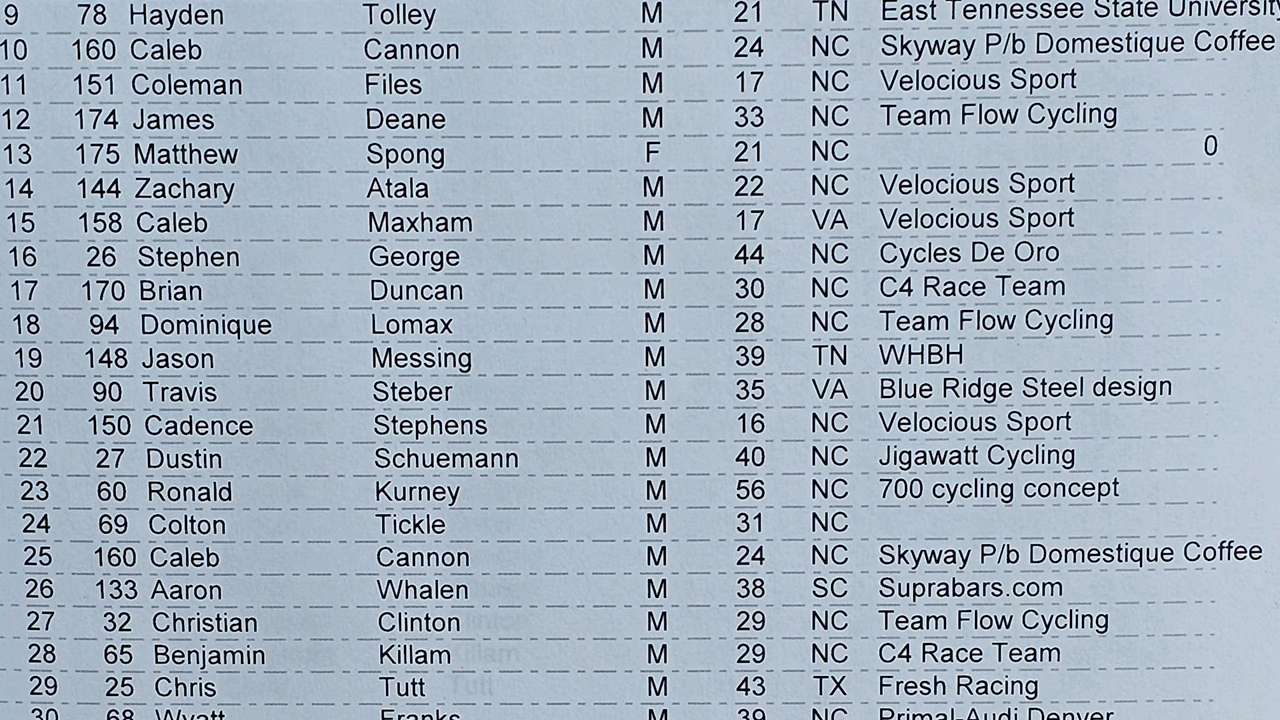 9 78 Hayden Tolley M 21 TN East Tennessee State University
10 160 Caleb Cannon M 24 NC Skyway P/b Domestique Coffee
11 151 Coleman Files M 17 NC Velocious Sport
12 174 James Deane M 33 NC Team Flow Cycling
13 175 Matthew Spong F 21 NC 0
14 144 Zachary Atala M 22 NC Velocious Sport
15 158 Caleb Maxham M 17 VA Velocious Sport
16 26 Stephen George M 44 NC Cycles De Oro
17 170 Brian Duncan M 30 NC C4 Race Team
18 94 Dominique Lomax M 28 NC Team Flow Cycling
19 148 Jason Messing M 39 TN WHBH
20 90 Travis Steber M 35 VA Blue Ridge Steel design
21 150 Cadence Stephens M 16 NC Velocious Sport
22 27 Dustin Schuemann M 40 NC Jigawatt Cycling
23 60 Ronald Kurney M 56 NC 700 cycling concept
24 69 Colton Tickle M 31 NC
25 160 Caleb Cannon M 24 NC Skyway P/b Domestique Coffee
26 133 Aaron Whalen M 38 SC Suprabars.com
27 32 Christian Clinton M 29 NC Team Flow Cycling
28 65 Benjamin Killam M 29 NC C4 Race Team
29 25 Chris Tutt M 43 TX Fresh Racing
30 68 Wyatt Franks M 39 NC Primal-Audi Denver